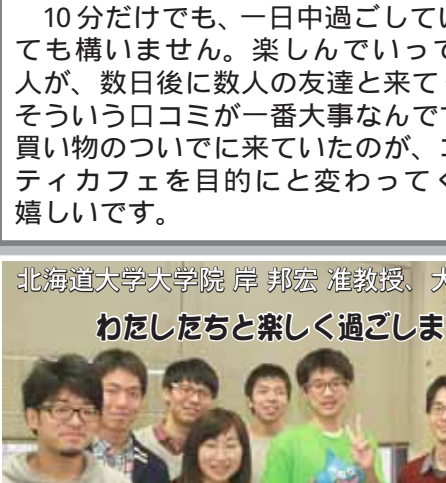 10分だけでも、一日中過ごしてい
ても構いません。楽しんでいって
人が、数日後に数人の友達と来て
そういう口コミが一番大事なんで
買い物のついでに来ていたのが、
ティカフェを目的にと変わってく
嬉しいです。
北海道大学大学院 岸 邦宏 准教授、
わたしたちと楽しく過ごしま